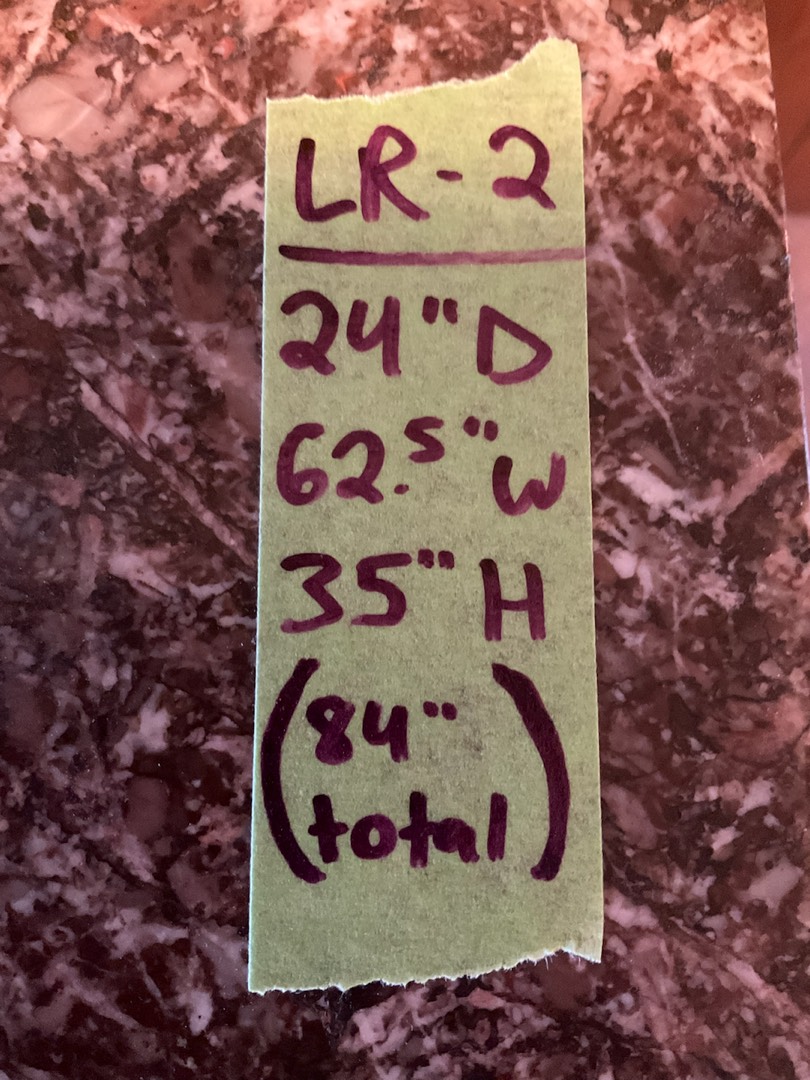 LR-2
24" D
62.5" W
35" H
(84"
total)